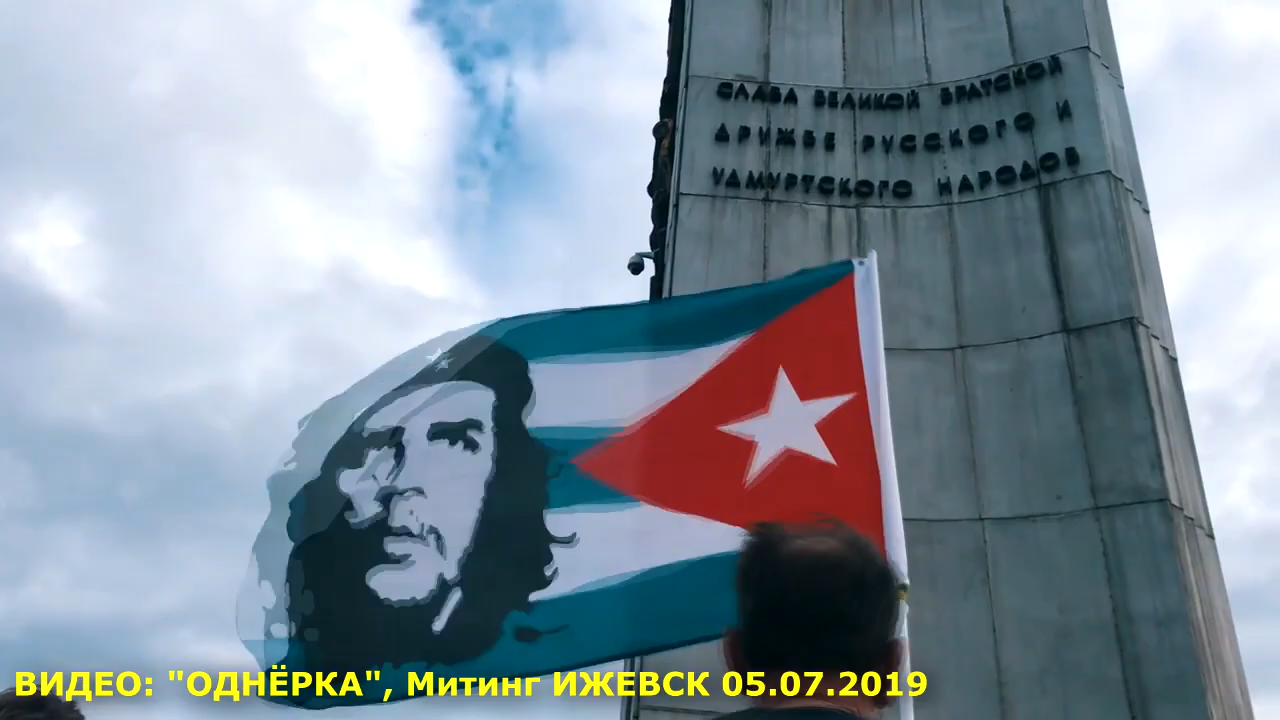 СЛАВА ВЕЛИКОЙ БРАТСКОЙ
ДРУЖБЕ РУССКОГО И
УДМУРТСКОГО НАРОДОВ
ВИДЕО: "ОДНЁРКА", Митинг ИЖЕВСК 05.07.2019